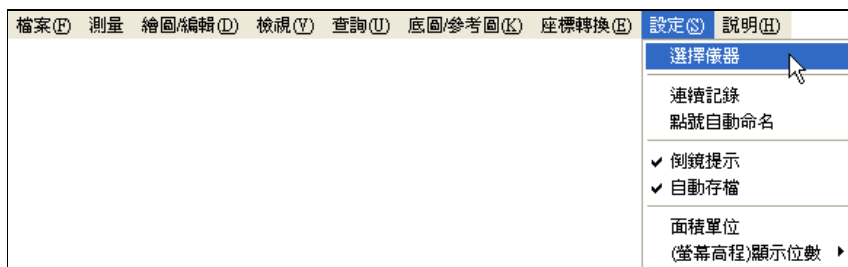 檔案(F) 測量 繪圖/編輯(D) 檢視(V) 查詢(U) 底圖/參考圖(K) 座標轉換(E) 設定(S) 說明(H)
選擇儀器
連續記錄
點號自動命名
倒鏡提示
自動存檔
面積單位
(螢幕高程)顯示位數